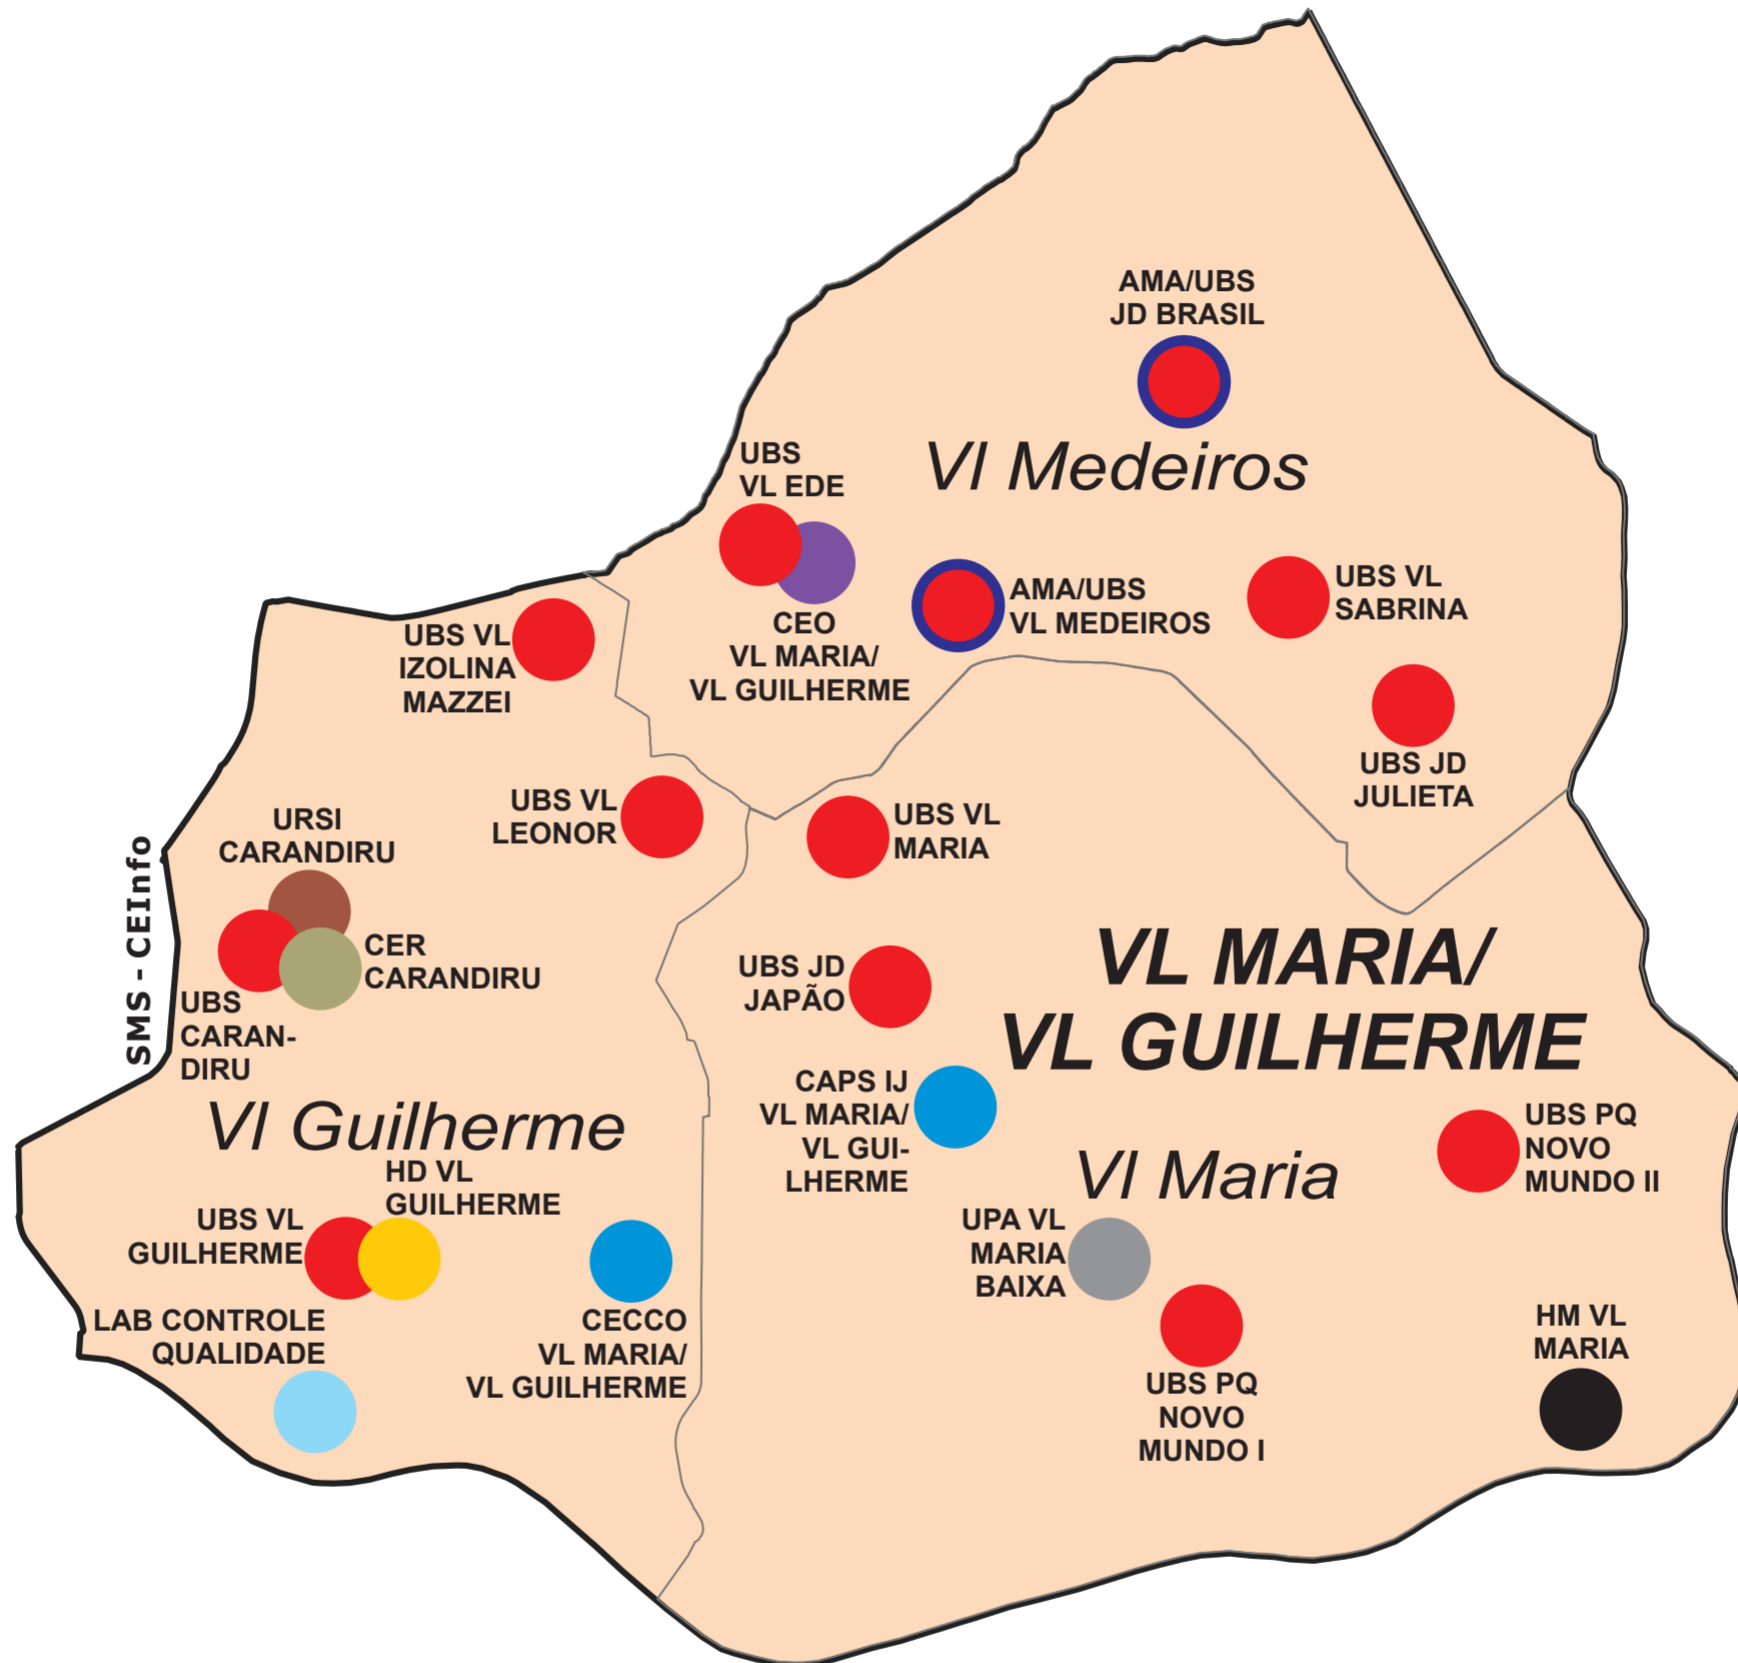 AMA/UBS
JD BRASIL
Vl Medeiros
UBS
VL EDE
CEO
VL MARIA/
VL GUILHERME
AMA/UBS
VL MEDEIROS
UBS VL
SABRINA
UBS JD
JULIETA
UBS VL
IZOLINA
MAZZEI
UBS VL
LEONOR
UBS VL
MARIA
URSI
CARANDIRU
CER
CARANDIRU
UBS
CARAN-
DIRU
SMS - CEInfo
UBS JD
JAPÃO
VL MARIA/
VL GUILHERME
CAPS IJ
VL MARIA/
VL GUI-
LHERME
Vl Guilherme
Vl Maria
UBS PQ
NOVO
MUNDO II
HD VL
GUILHERME
UBS VL
GUILHERME
LAB CONTROLE
QUALIDADE
CECCO
VL MARIA/
VL GUILHERME
UPA VL
MARIA
BAIXA
UBS PQ
NOVO
MUNDO I
HM VL
MARIA